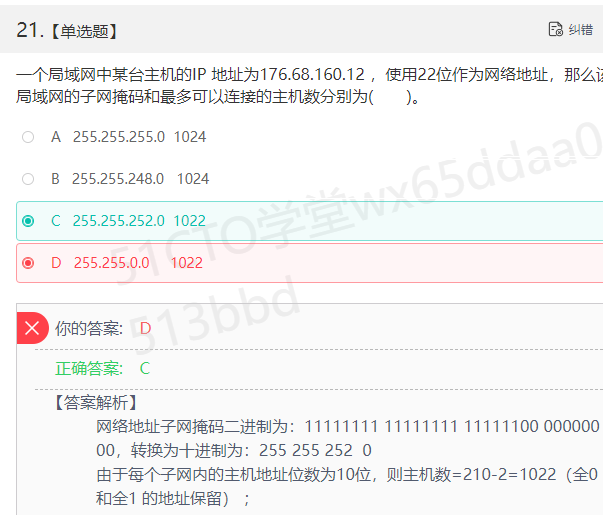 21.【单选题】
纠错
一个局域网中某台主机的IP 地址为176.68.160.12 ，使用22位作为网络地址，那么该
局域网的子网掩码和最多可以连接的主机数分别为(　　)。
A 255.255.255.0 1024
B 255.255.248.0 1024
C 255.255.252.0 1022
D 255.255.0.0 1022
51CTO学堂wx65ddaa0
513bbd
你的答案: D
正确答案: C
【答案解析】
网络地址子网掩码二进制为：11111111 11111111 11111100 000000
00，转换为十进制为：255 255 252 0
由于每个子网内的主机地址位数为10位，则主机数=210-2=1022（全0
和全1 的地址保留）；